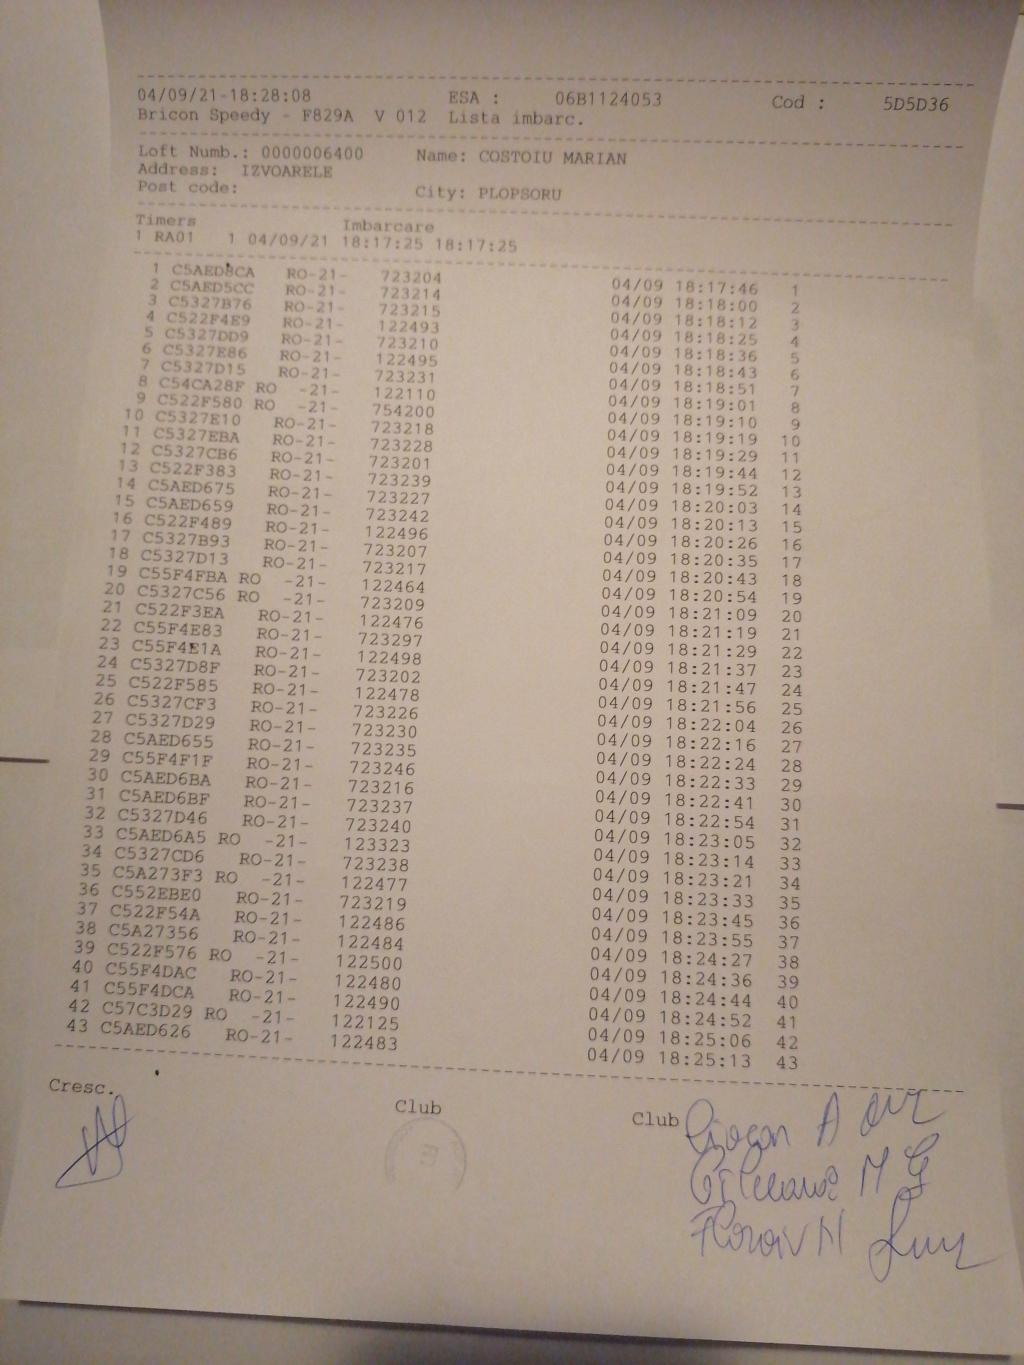 04/09/21-18:28:08 ESA : 06B1124053 Cod : 5D5D36
Bricon Speedy - F829A V 012 Lista imbarc.
Loft Numb.: 0000006400 Name: COSTOIU MARIAN
Address: IZVOARELE
Post code: City: PLOPSORU
Timers Imbarcare
1 RA01 1 04/09/21 18:17:25 18:17:25
1 C5AED8CA RO-21- 723204 04/09 18:17:46 1
2 C5AED5CC RO-21- 723214 04/09 18:18:00 2
3 C5327B76 RO-21- 723215 04/09 18:18:12 3
4 C522F4E9 RO-21- 122493 04/09 18:18:25 4
5 C5327DD9 RO-21- 723210 04/09 18:18:36 5
6 C5327E86 RO-21- 122495 04/09 18:18:43 6
7 C5327D15 RO-21- 723231 04/09 18:18:51 7
8 C54CA28F RO -21- 122110 04/09 18:19:01 8
9 C522F580 RO -21- 754200 04/09 18:19:10 9
10 C5327E10 RO-21- 723218 04/09 18:19:19 10
11 C5327EBA RO-21- 723228 04/09 18:19:29 11
12 C5327CB6 RO-21- 723201 04/09 18:19:44 12
13 C522F383 RO-21- 723239 04/09 18:19:52 13
14 C5AED675 RO-21- 723227 04/09 18:20:03 14
15 C5AED659 RO-21- 723242 04/09 18:20:13 15
16 C522F489 RO-21- 122496 04/09 18:20:26 16
17 C5327B93 RO-21- 723207 04/09 18:20:35 17
18 C5327D13 RO-21- 723217 04/09 18:20:43 18
19 C55F4FBA RO -21- 122464 04/09 18:20:54 19
20 C5327C56 RO -21- 723209 04/09 18:21:09 20
21 C522F3EA RO-21- 122476 04/09 18:21:19 21
22 C55F4E83 RO-21- 723297 04/09 18:21:29 22
23 C55F4E1A RO-21- 122498 04/09 18:21:37 23
24 C5327D8F RO-21- 723202 04/09 18:21:47 24
25 C522F585 RO-21- 122478 04/09 18:21:56 25
26 C5327CF3 RO-21- 723226 04/09 18:22:04 26
27 C5327D29 RO-21- 723230 04/09 18:22:16 27
28 C5AED655 RO-21- 723235 04/09 18:22:24 28
29 C55F4F1F RO-21- 723246 04/09 18:22:33 29
30 C5AED6BA RO-21- 723216 04/09 18:22:41 30
31 C5AED6BF RO-21- 723237 04/09 18:22:54 31
32 C5327D46 RO-21- 723240 04/09 18:23:05 32
33 C5AED6A5 RO -21- 123323 04/09 18:23:14 33
34 C5327CD6 RO-21- 723238 04/09 18:23:21 34
35 C5A273F3 RO -21- 122477 04/09 18:23:33 35
36 C552EBE0 RO-21- 723219 04/09 18:23:45 36
37 C522F54A RO-21- 122486 04/09 18:23:55 37
38 C5A27356 RO-21- 122484 04/09 18:24:27 38
39 C522F576 RO -21- 122500 04/09 18:24:36 39
40 C55F4DAC RO-21- 122480 04/09 18:24:44 40
41 C55F4DCA RO-21- 122490 04/09 18:24:52 41
42 C57C3D29 RO -21- 122125 04/09 18:25:06 42
43 C5AED626 RO-21- 122483 04/09 18:25:13 43
Cresc. Club Club